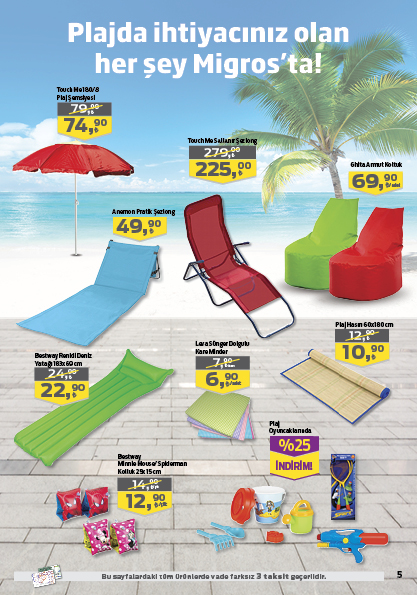 Plajda ihtiyacınız olan
her şey Migros'ta!
Touch Me 180/8
Plaj Şemsiyesi
79,90
74,90
₺
Touch Me Sallanır Şezlong
279,00
225,00
₺
Ghita Armut Koltuk
69,90
₺/adet
Anemon Pratik Şezlong
49,90
₺
Bestway Renkli Deniz
Yatağı 183x69 cm
24,90
22,90
₺
Lera Sünger Dolgulu
Kare Minder
7,90
6,90
₺/adet
Plaj Hasırı 60x180 cm
12,90
10,90
₺
Plaj
Oyuncaklarında
%25
İNDİRİM!
Bestway
Minnie Mouse/ Spiderman
Kolluk 23x15 cm
14,90
12,90
Bu sayfalardaki tüm ürünlerde vade farksız 3 taksit geçerlidir.
5